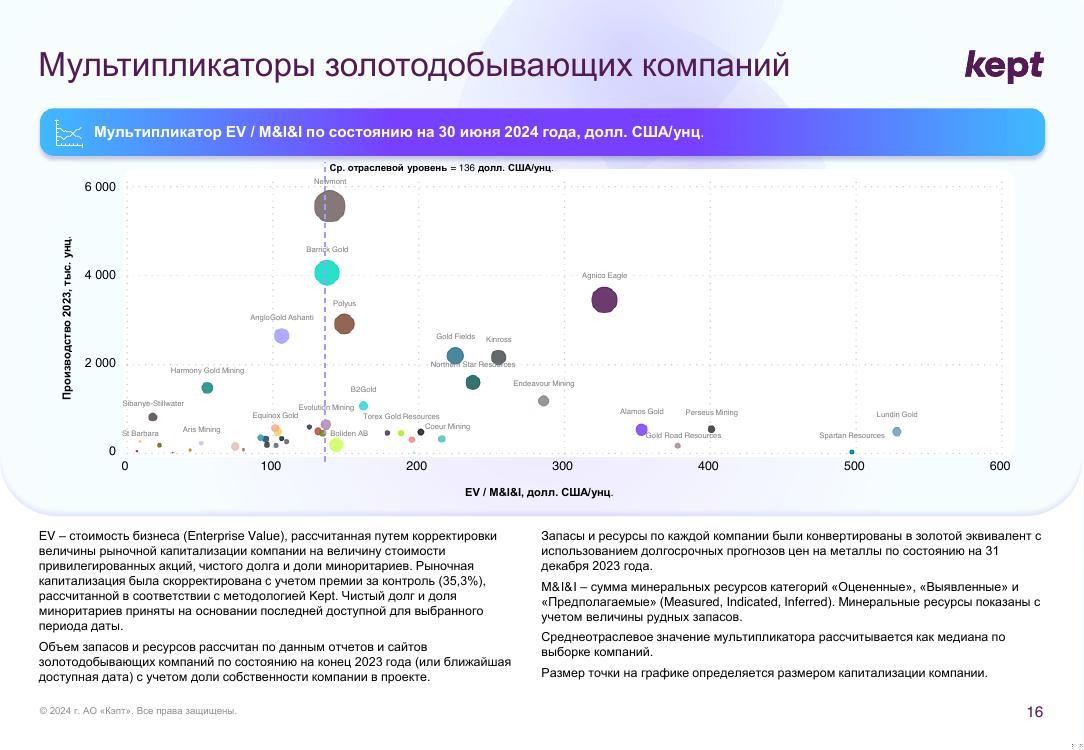 Мультипликаторы золотодобывающих компаний
kept
Мультипликатор EV / M&I&I по состоянию на 30 июня 2024 года, долл. США/унц.
Ср. отраслевой уровень = 136 долл. США/унц.
Производство 2023, тыс. унц.
6 000
4 000
2 000
0
Newmont
Barrick Gold
Agnico Eagle
Polyus
AngloGold Ashanti
Gold Fields
Kinross
Northern Star Resources
Harmony Gold Mining
Endeavour Mining
B2Gold
Sibanye-Stillwater
Evolution Mining
Equinox Gold
Torex Gold Resources
Alamos Gold
Perseus Mining
Lundin Gold
St Barbara
Aris Mining
Boliden AB
Coeur Mining
Gold Road Resources
Spartan Resources
0
100
200
300
400
500
600
EV / M&I&I, долл. США/унц.
EV – стоимость бизнеса (Enterprise Value), рассчитанная путем корректировки
величины рыночной капитализации компании на величину стоимости
привилегированных акций, чистого долга и доли миноритариев. Рыночная
капитализация была скорректирована с учетом премии за контроль (35,3%),
рассчитанной в соответствии с методологией Kept. Чистый долг и доля
миноритариев приняты на основании последней доступной для выбранного
периода даты.
Объем запасов и ресурсов рассчитан по данным отчетов и сайтов
золотодобывающих компаний по состоянию на конец 2023 года (или ближайшая
доступная дата) с учетом доли собственности компании в проекте.
Запасы и ресурсы по каждой компании были конвертированы в золотой эквивалент с
использованием долгосрочных прогнозов цен на металлы по состоянию на 31
декабря 2023 года.
M&I&I – сумма минеральных ресурсов категорий «Оцененные», «Выявленные» и
«Предполагаемые» (Measured, Indicated, Inferred). Минеральные ресурсы показаны с
учетом величины рудных запасов.
Среднеотраслевое значение мультипликатора рассчитывается как медиана по
выборке компаний.
Размер точки на графике определяется размером капитализации компании.
© 2024 г. АО «Кэпт». Все права защищены.
16